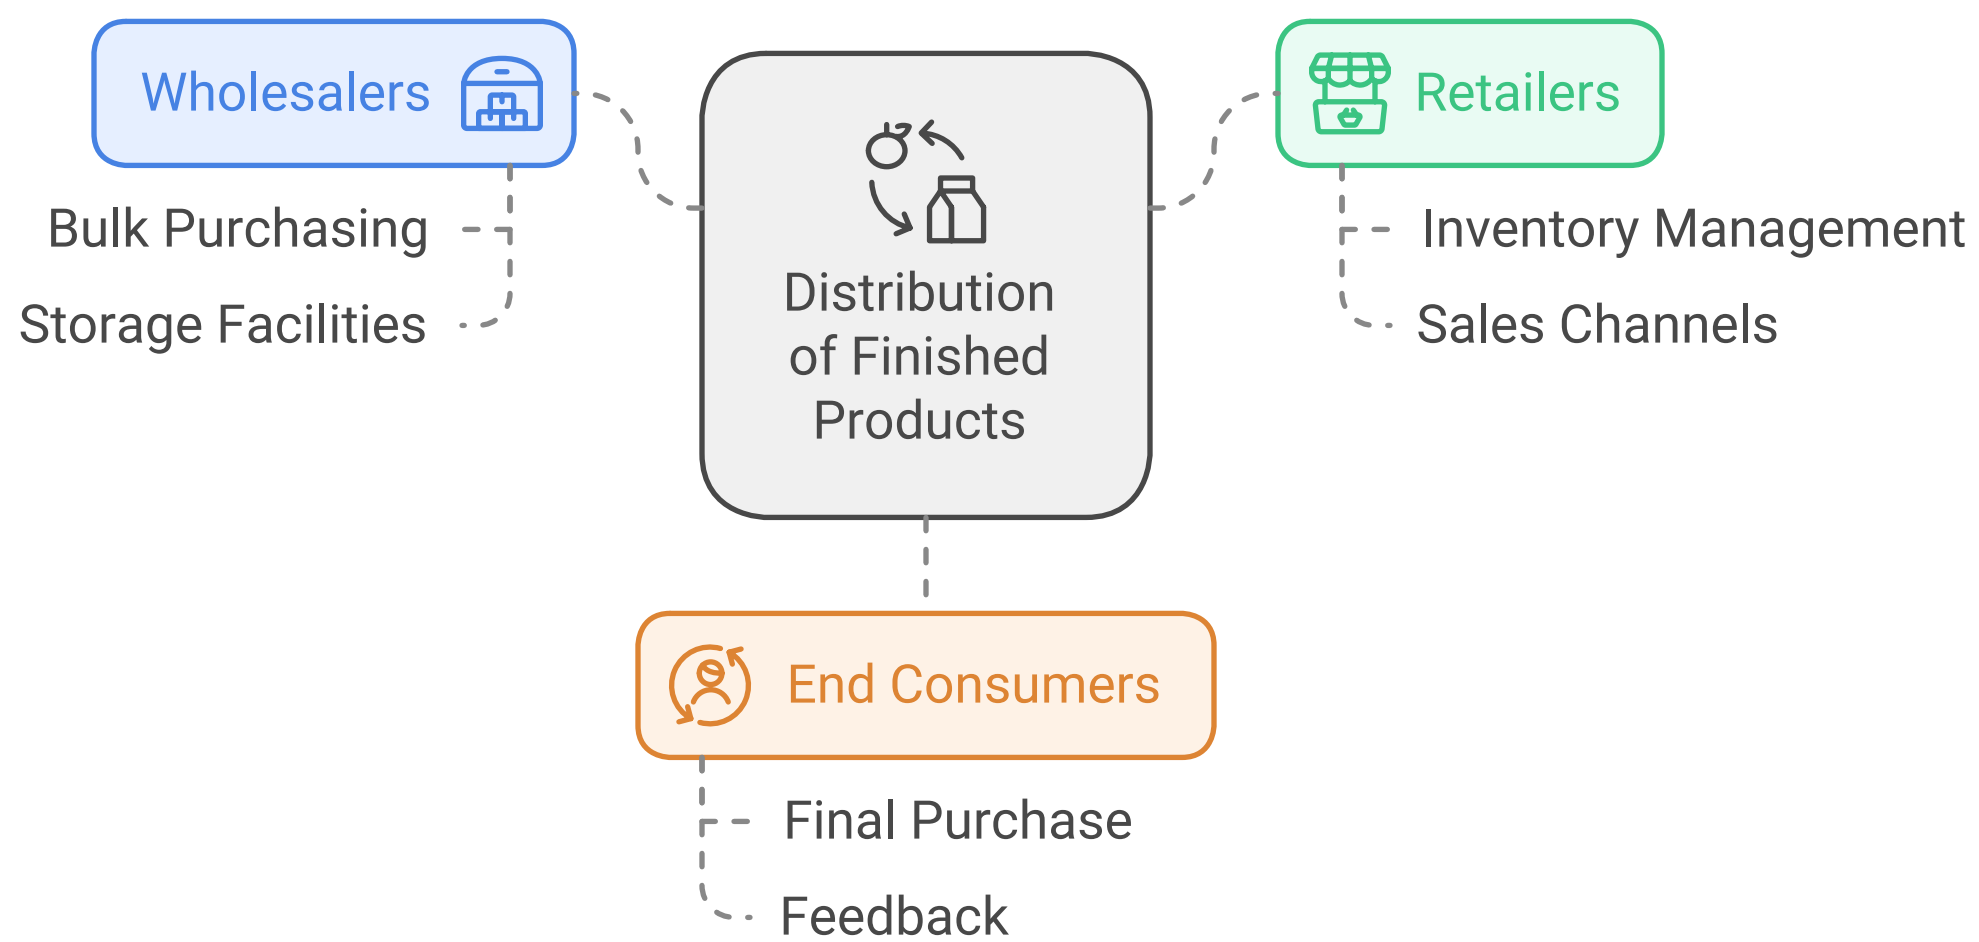 Wholesalers
Bulk Purchasing
Storage Facilities
Distribution
of Finished
Products
Retailers
Inventory Management
Sales Channels
End Consumers
Final Purchase
Feedback